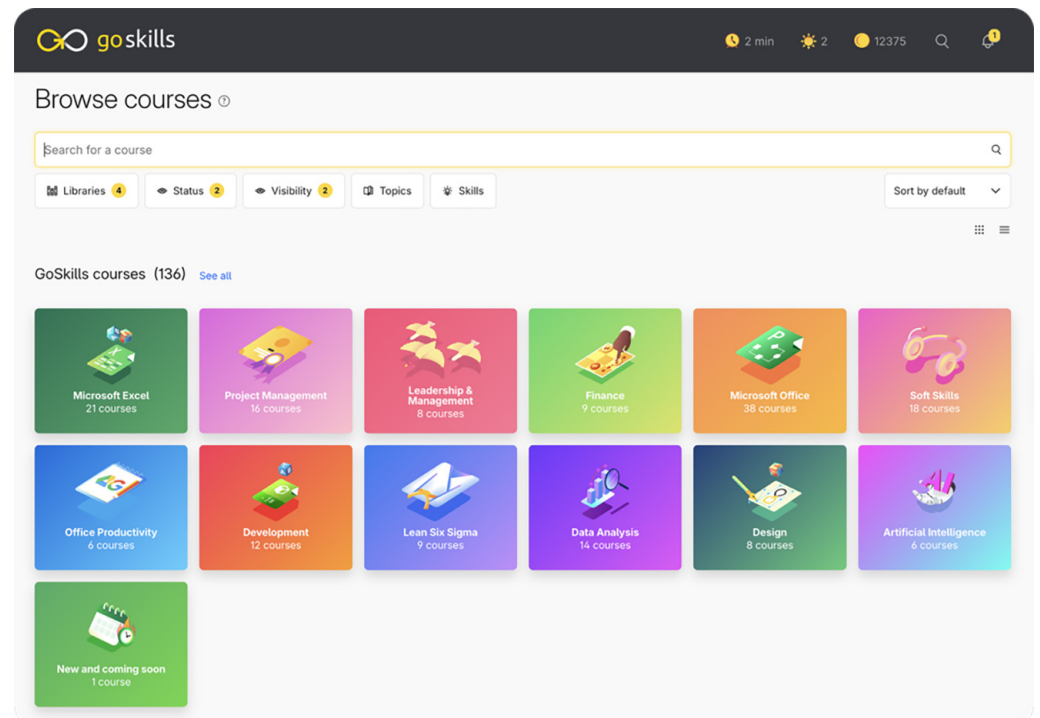 go skills
2 min
2
12375
1
Browse courses ?
Search for a course
Libraries 4
Status 2
Visibility 2
Topics
Skills
Sort by default
GoSkills courses (136) See all
Microsoft Excel
21 courses
Project Management
16 courses
Leadership &
Management
8 courses
Finance
9 courses
P
Microsoft Office
38 courses
Soft Skills
18 courses
Office Productivity
6 courses
Development
12 courses
Lean Six Sigma
9 courses
Data Analysis
14 courses
Design
8 courses
AI
Artificial Intelligence
6 courses
New and coming soon
1 course